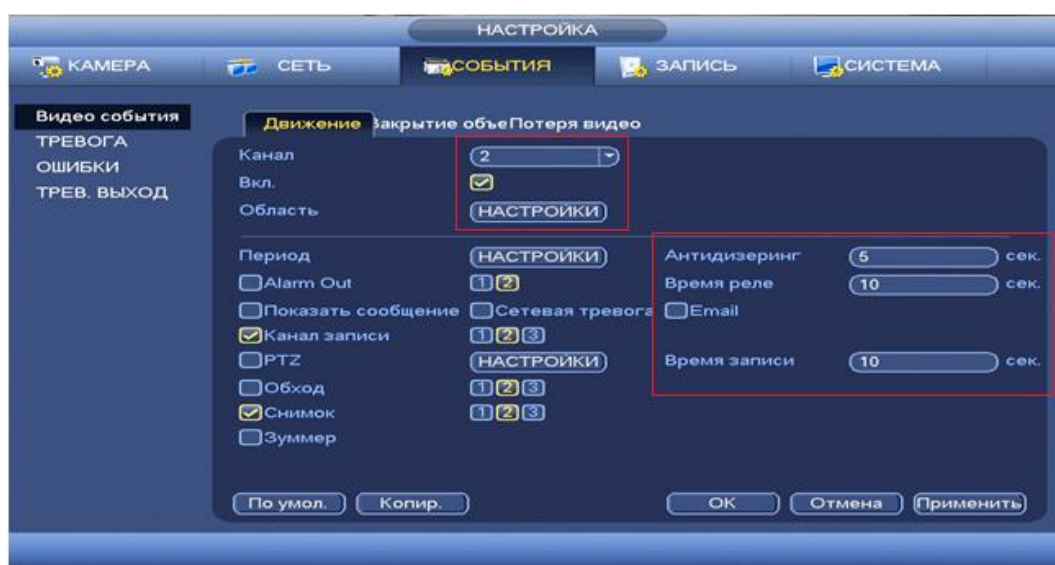 НАСТРОЙКА
КАМЕРА СЕТЬ СОБЫТИЯ ЗАПИСЬ СИСТЕМА
Видео события
ТРЕВОГА
ОШИБКИ
ТРЕВ. ВЫХОД
Движение Закрытие объе Потеря видео
Канал 2
Вкл.
Область НАСТРОЙКИ
Период НАСТРОЙКИ Антидизеринг 5 сек.
Alarm Out 1 2 Время реле 10 сек.
Показать сообщение Сетевая тревога Email
Канал записи 1 2 3
PTZ НАСТРОЙКИ Время записи 10 сек.
Обход 1 2 3
Снимок 1 2 3
Зуммер
По умол. Копир. ОК Отмена Применить